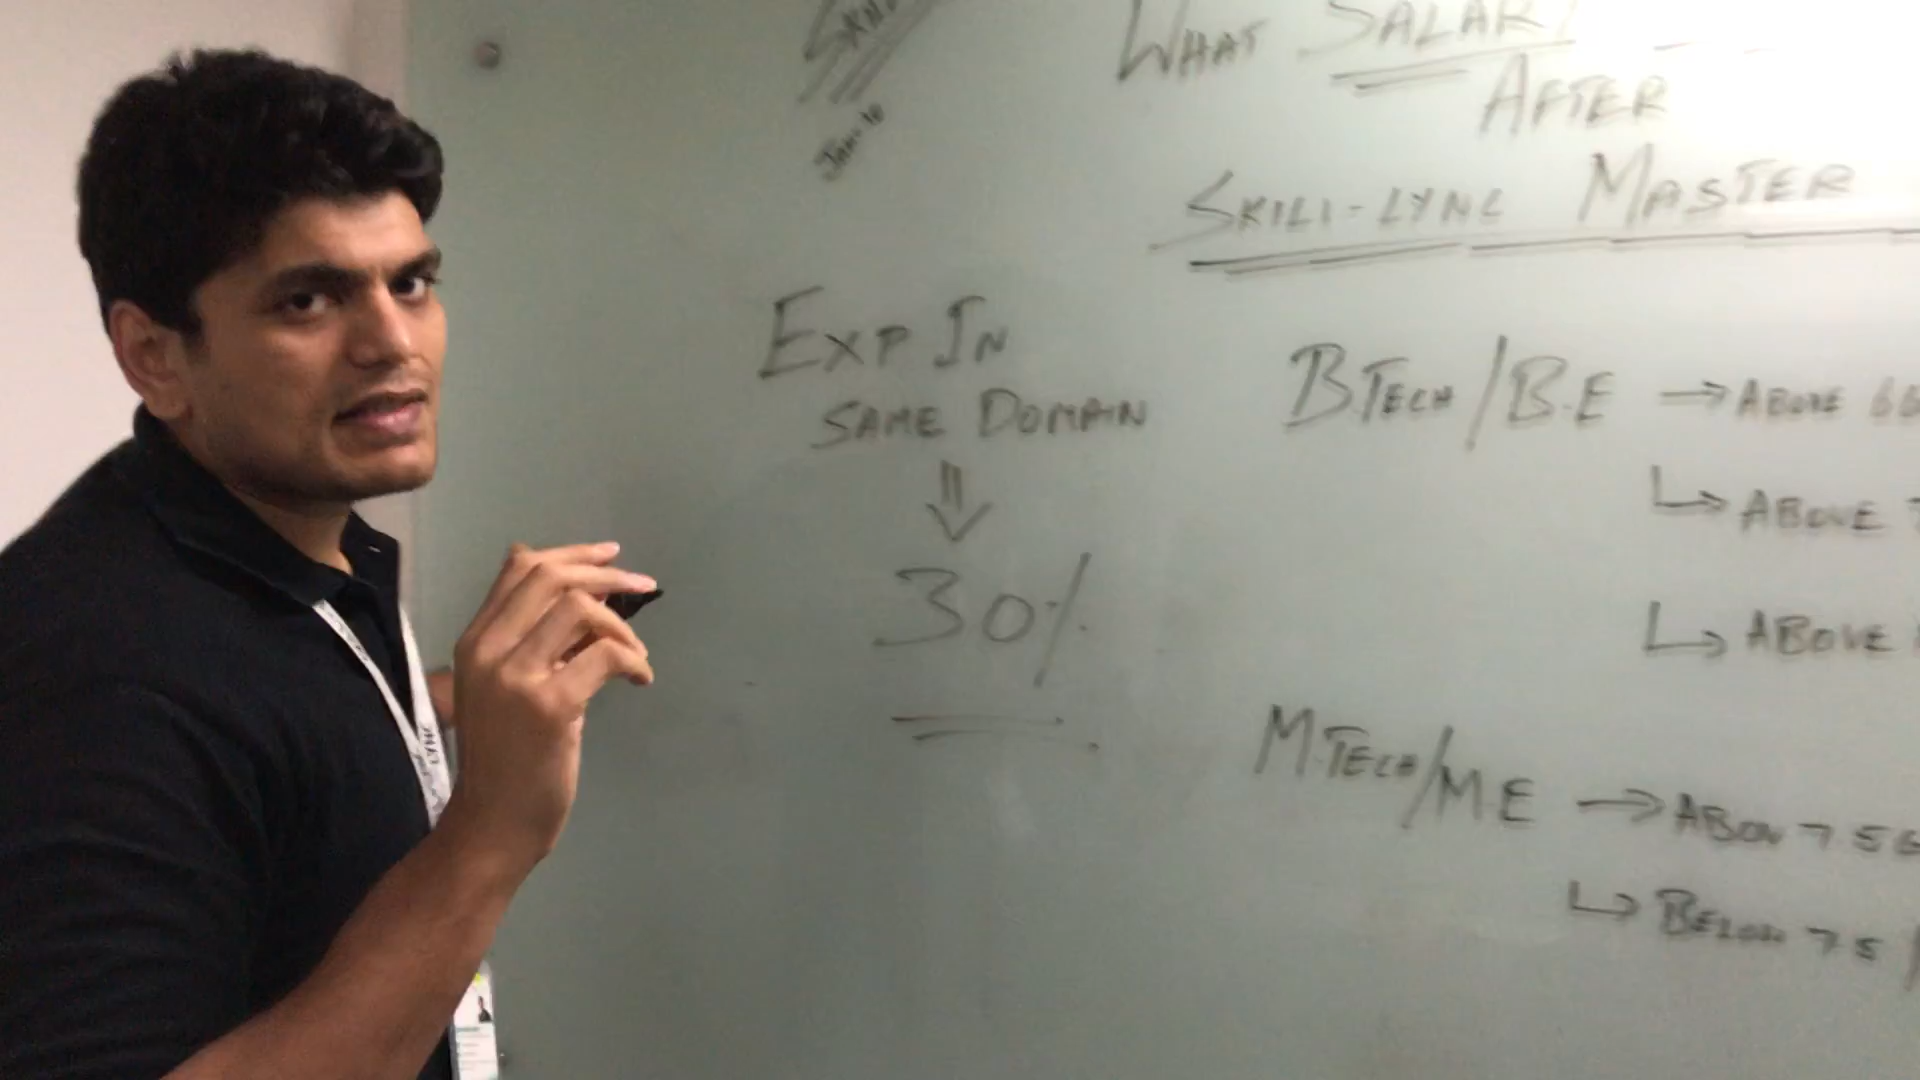 WHAT SALARY
AFTER
SKILL-LYNC MASTER
EXP IN
SAME DOMAIN
30%
B.TECH/B.E → ABOVE
↳ ABOVE
↳ ABOVE
M.TECH/M.E → ABOV 75
↳ BELOW 75